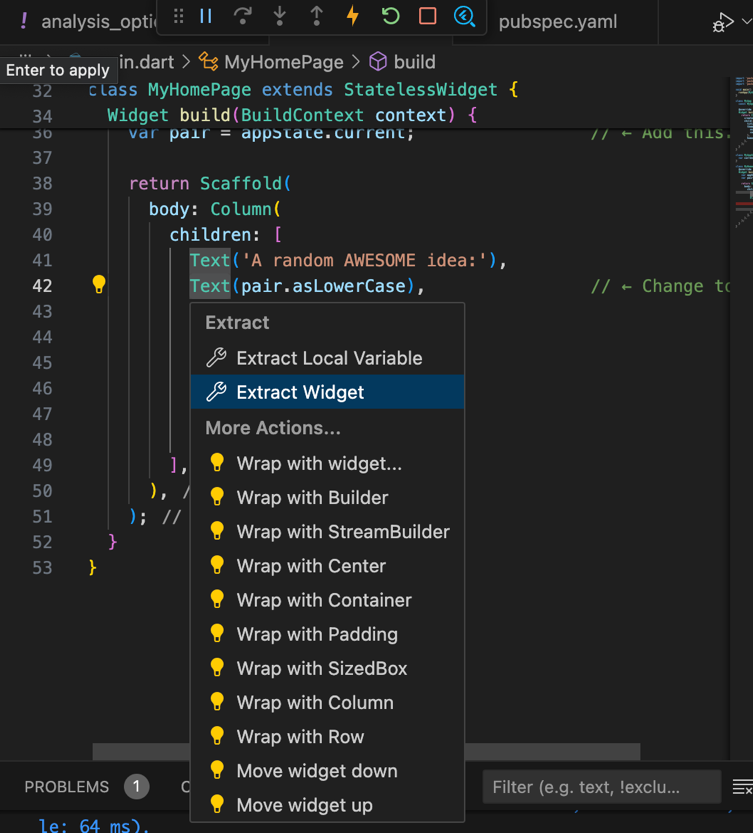 ! analysis_optic
pubspec.yaml
in.dart > MyHomePage > build
Enter to apply
32 class MyHomePage extends StatelessWidget {
34 Widget build(BuildContext context) {
36 var pair = appState.current; // ← Add this.
37
38 return Scaffold(
39 body: Column(
40 children: [
41 Text('A random AWESOME idea:'),
42 Text(pair.asLowerCase), // ← Change to
43
44
45
46
47
48
49 ],
50 ), /
51 ); //
52 }
53 }
Extract
Extract Local Variable
Extract Widget
More Actions...
Wrap with widget...
Wrap with Builder
Wrap with StreamBuilder
Wrap with Center
Wrap with Container
Wrap with Padding
Wrap with SizedBox
Wrap with Column
Wrap with Row
Move widget down
Move widget up
PROBLEMS 1
Filter (e.g. text, !exclu...
le: 64 ms).